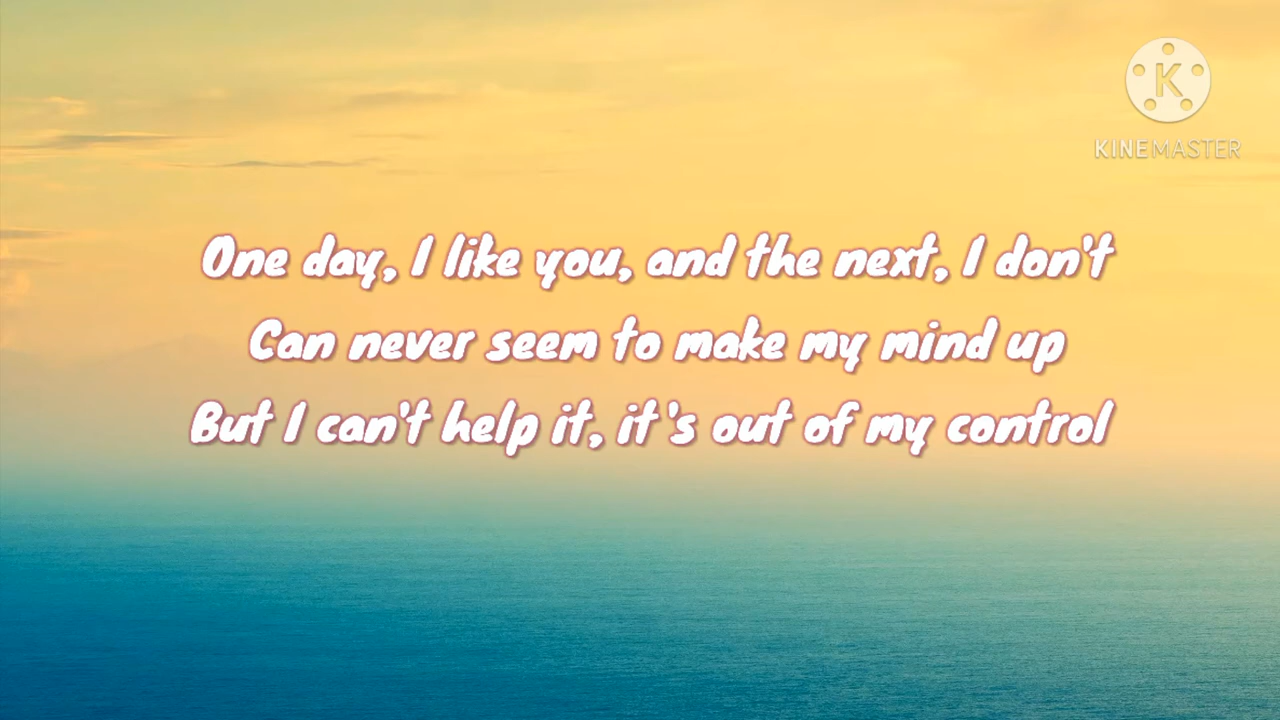 K
KINEMASTER
One day, I like you, and the next, I don't
Can never seem to make my mind up
But I can't help it, it's out of my control